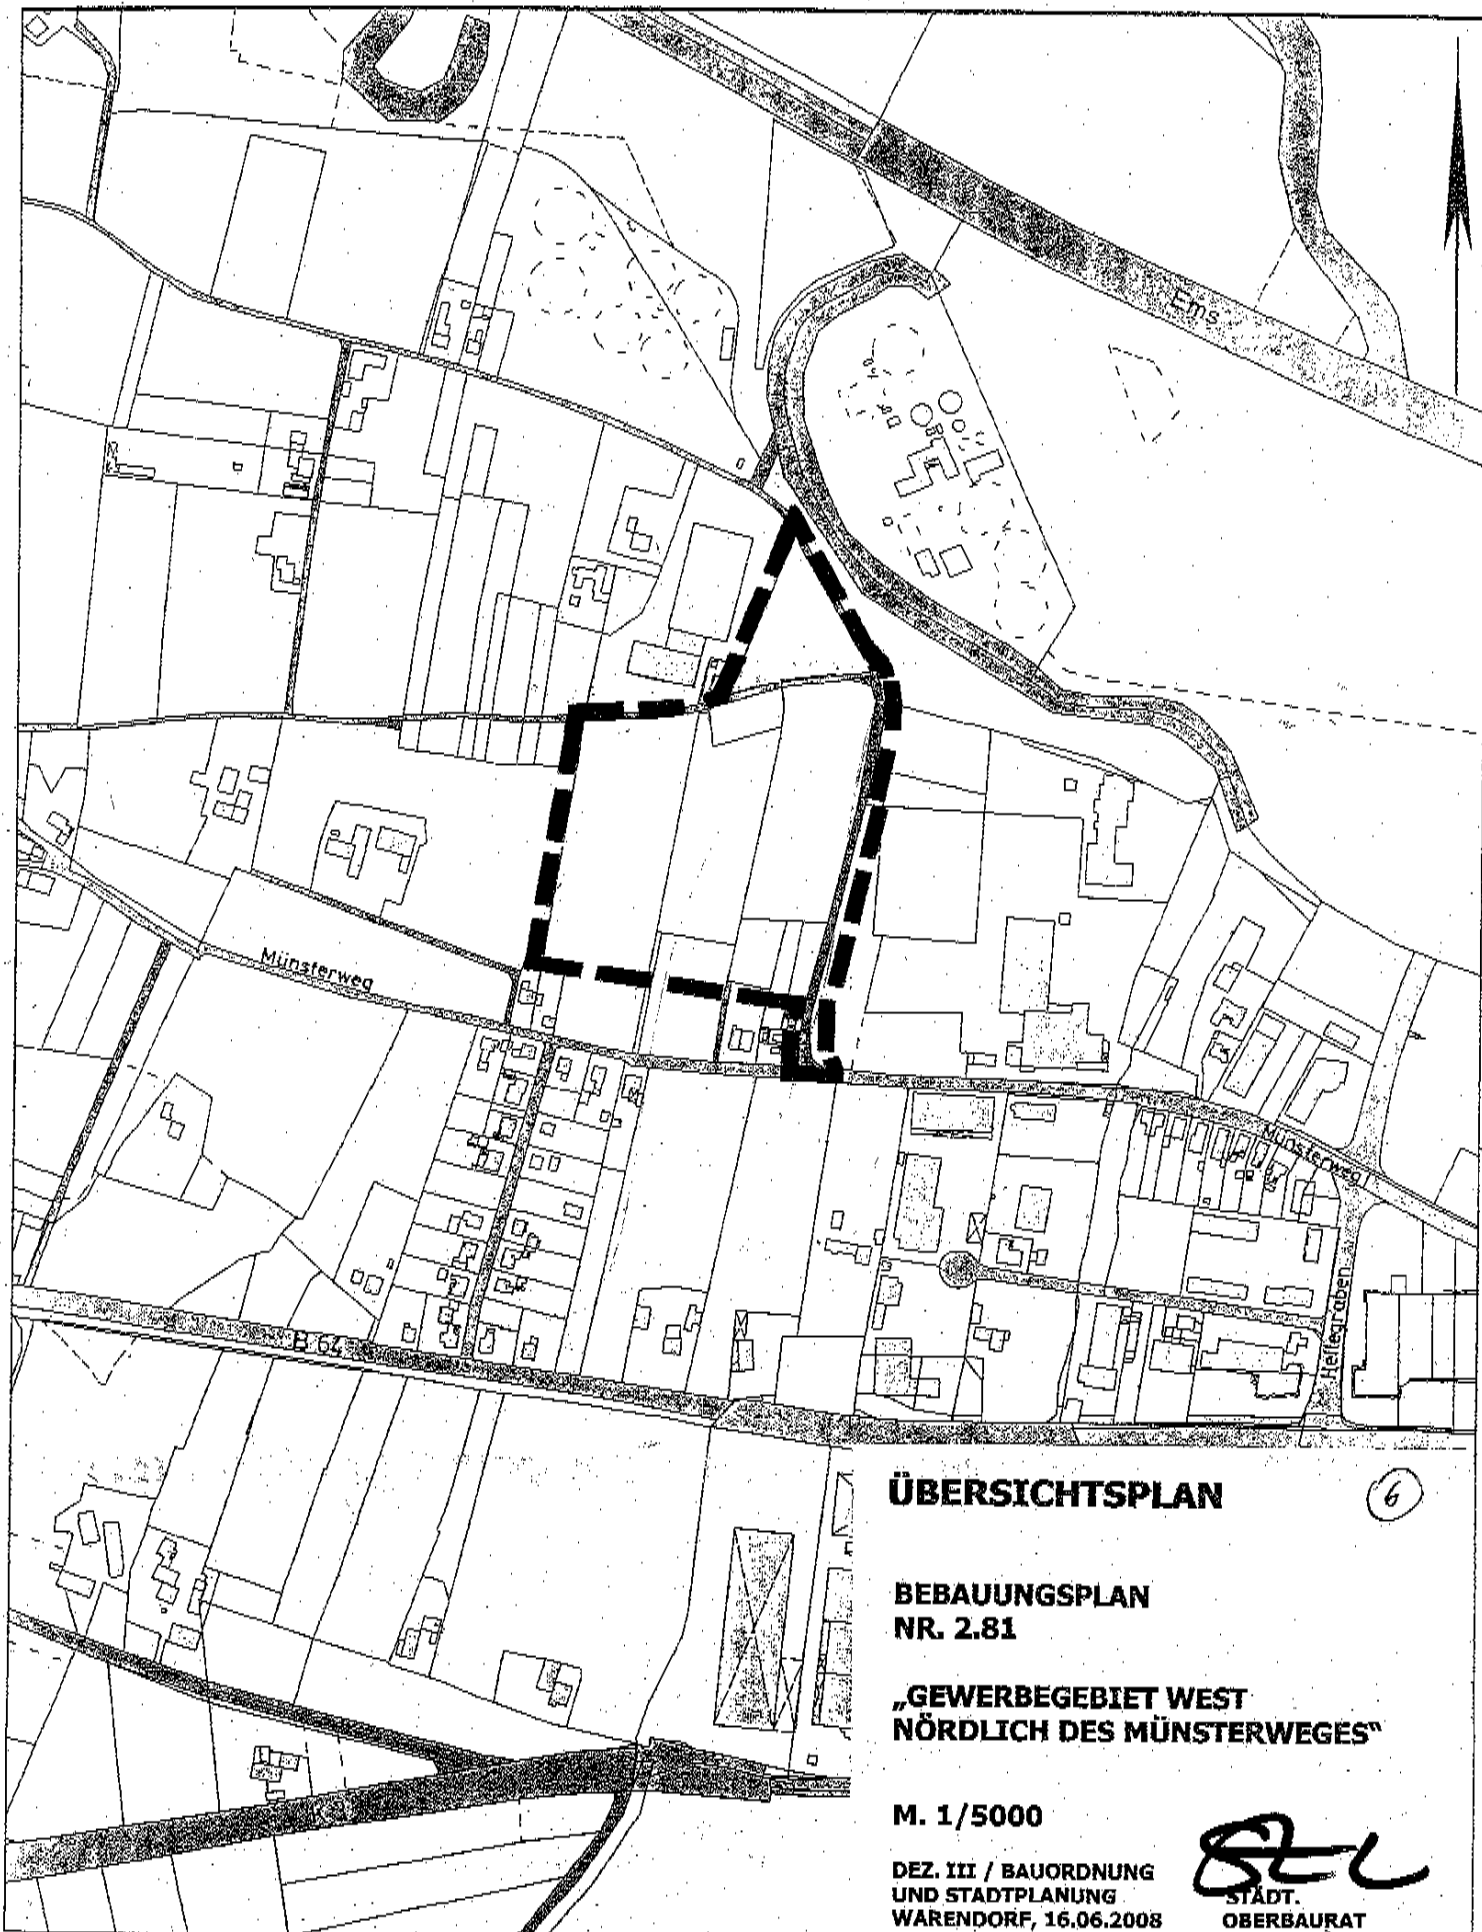 Ems
Münsterweg
Münsterweg
B 64
Hellegraben
ÜBERSICHTSPLAN
6
BEBAUUNGSPLAN
NR. 2.81
„GEWERBEGEBIET WEST
NÖRDLICH DES MÜNSTERWEGES“
M. 1/5000
DEZ. III / BAUORDNUNG
UND STADTPLANUNG
WARENDORF, 16.06.2008
STÄDT.
OBERBAURAT